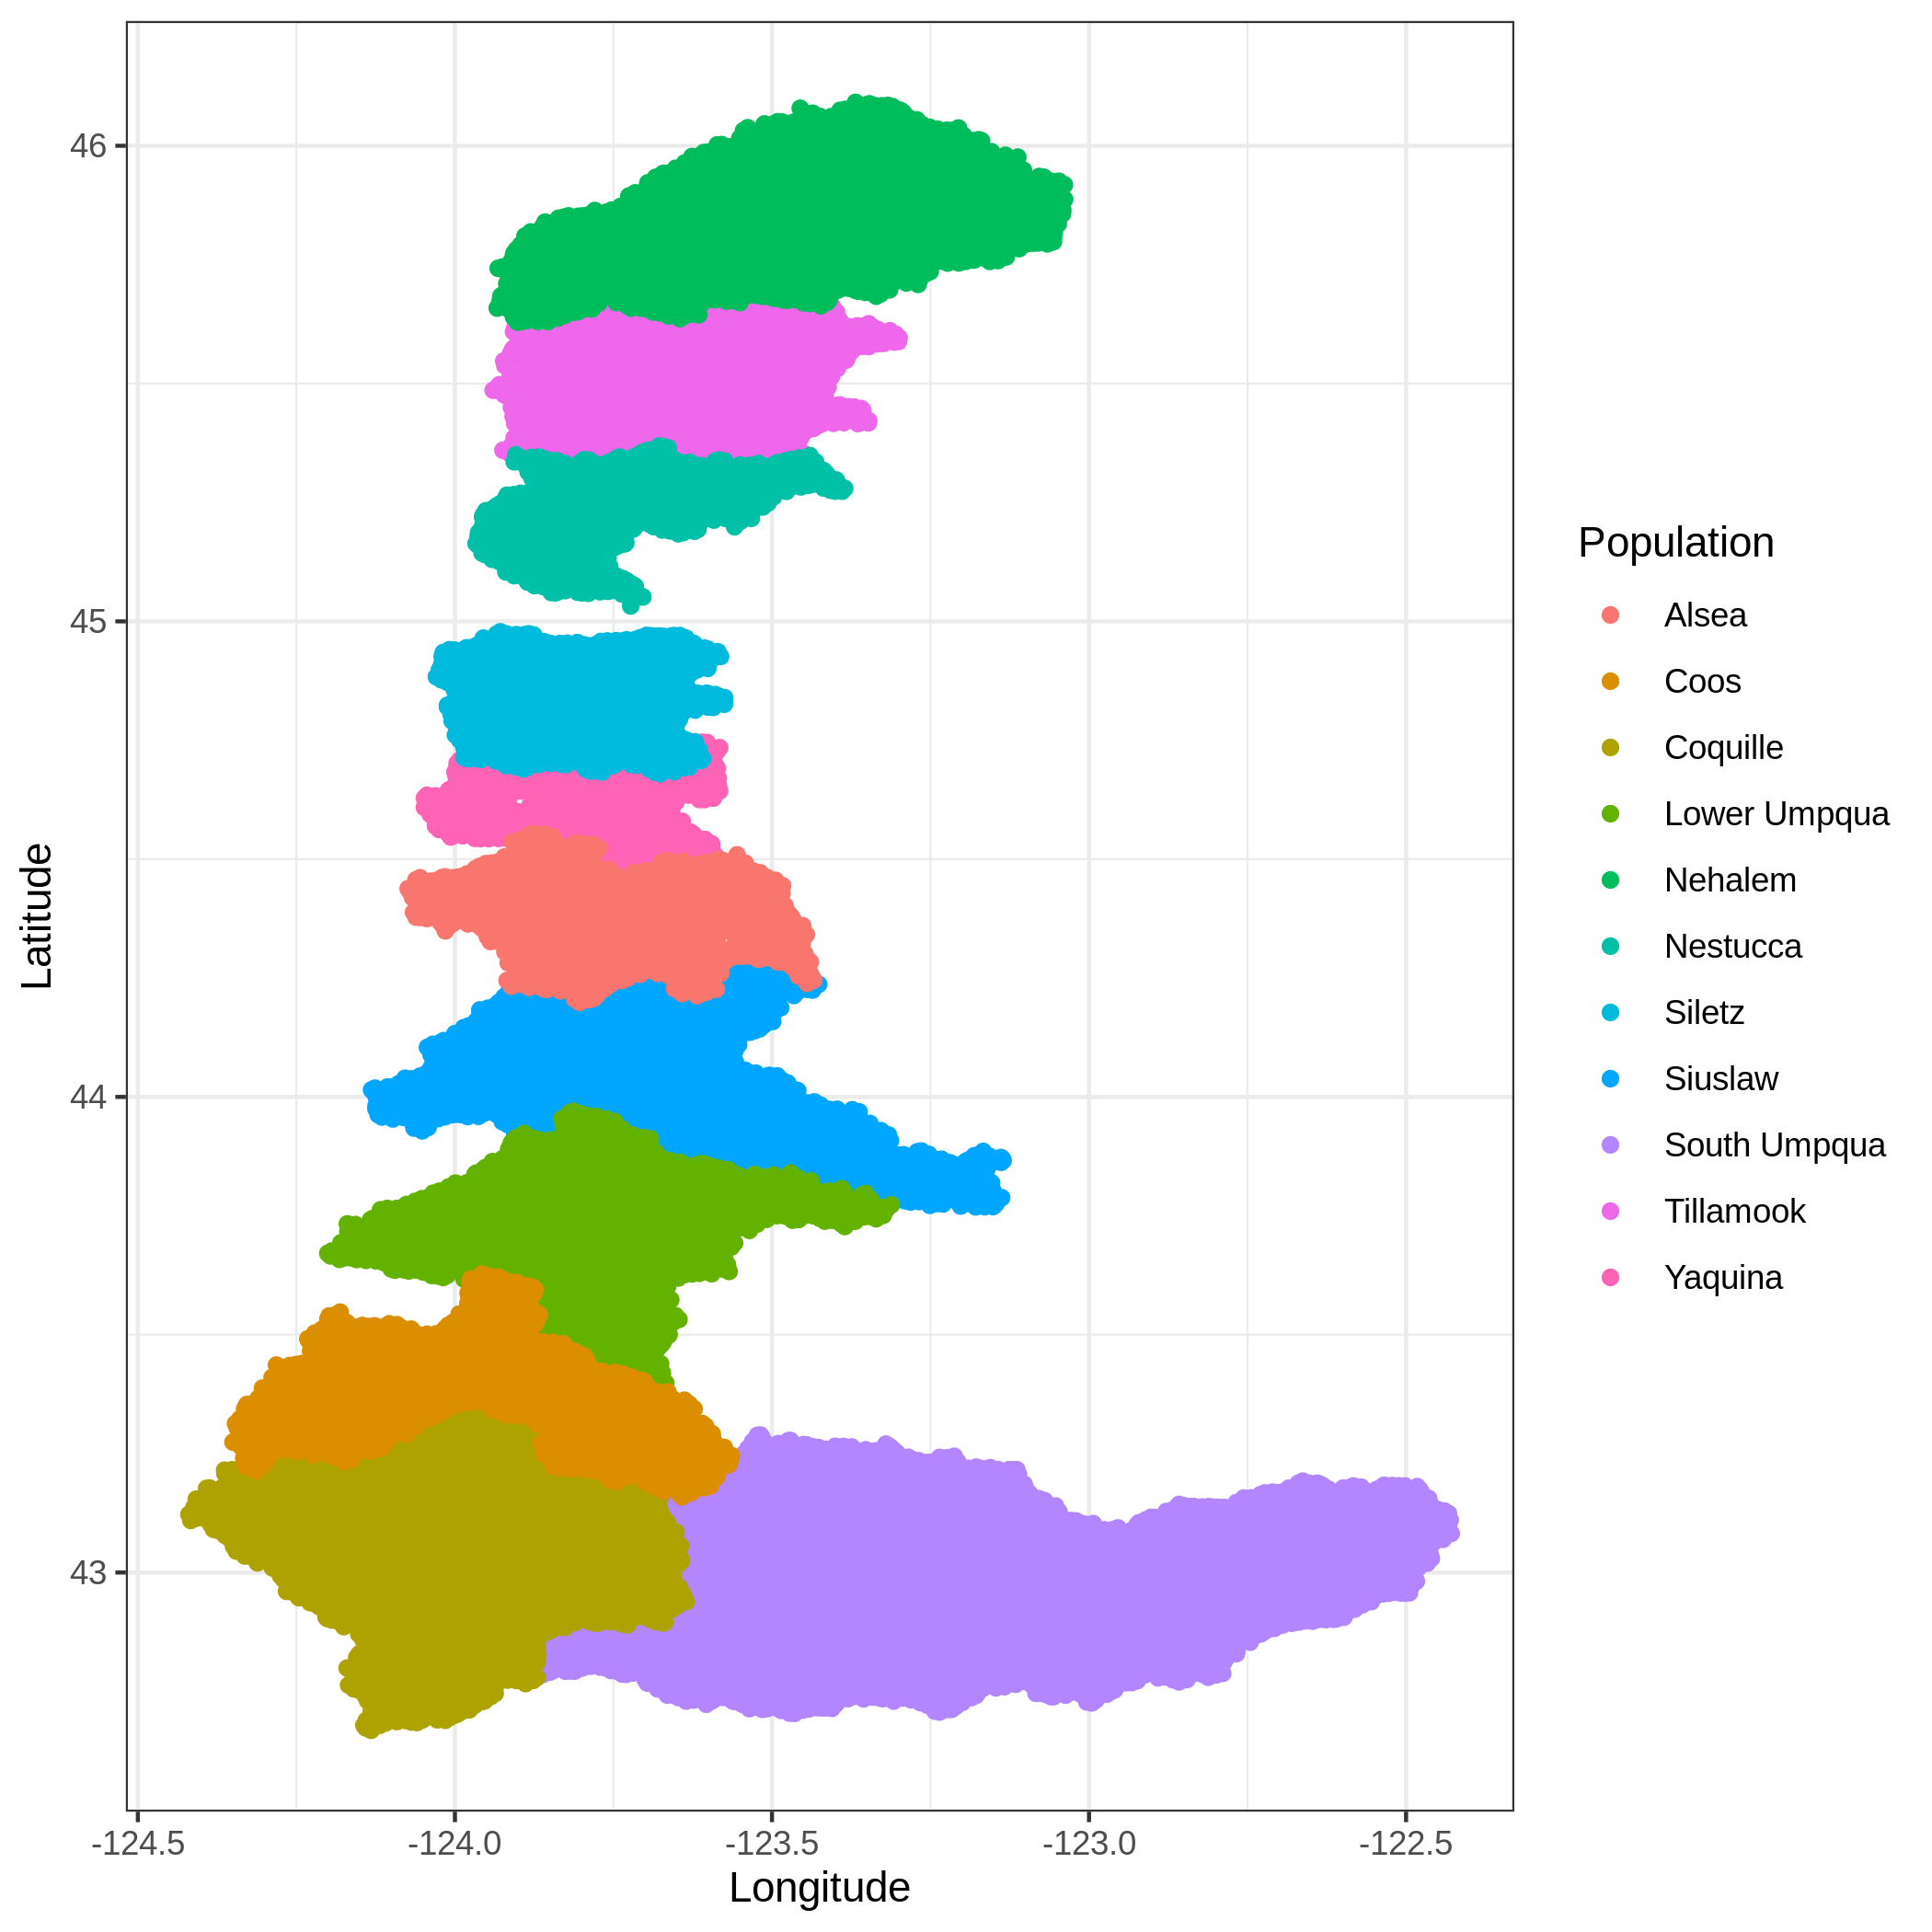 46
45
44
43
Latitude
-124.5
-124.0
-123.5
-123.0
-122.5
Longitude
Population
Alsea
Coos
Coquille
Lower Umpqua
Nehalem
Nestucca
Siletz
Siuslaw
South Umpqua
Tillamook
Yaquina